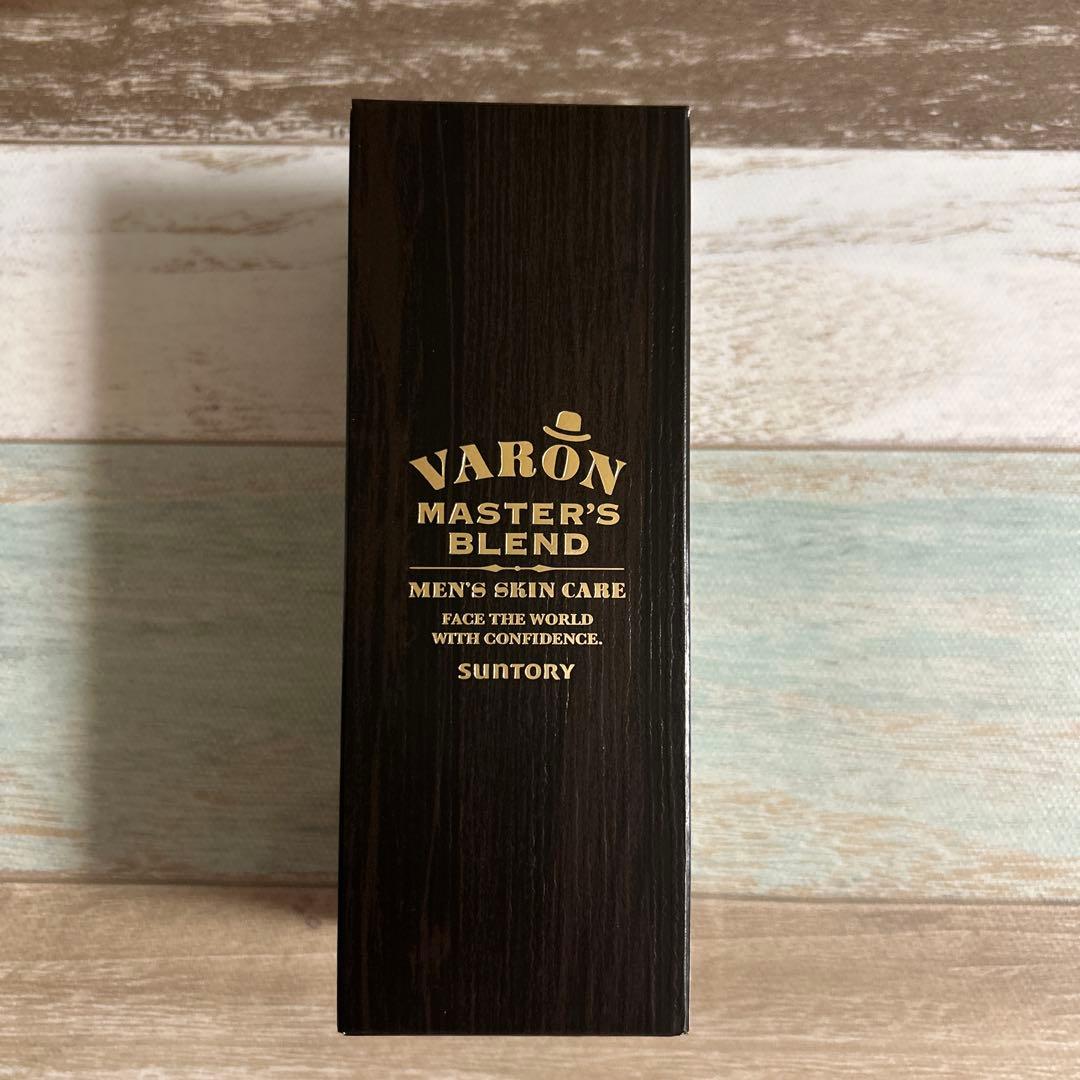 VARON
MASTER'S
BLEND
MEN'S SKIN CARE
FACE THE WORLD
WITH CONFIDENCE.
SUNTORY